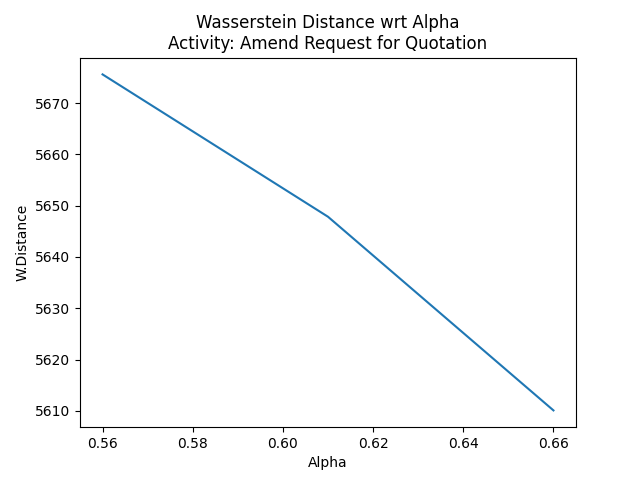 Wasserstein Distance wrt Alpha
Activity: Amend Request for Quotation
W.Distance
5670
5660
5650
5640
5630
5620
5610
0.56 0.58 0.60 0.62 0.64 0.66
Alpha